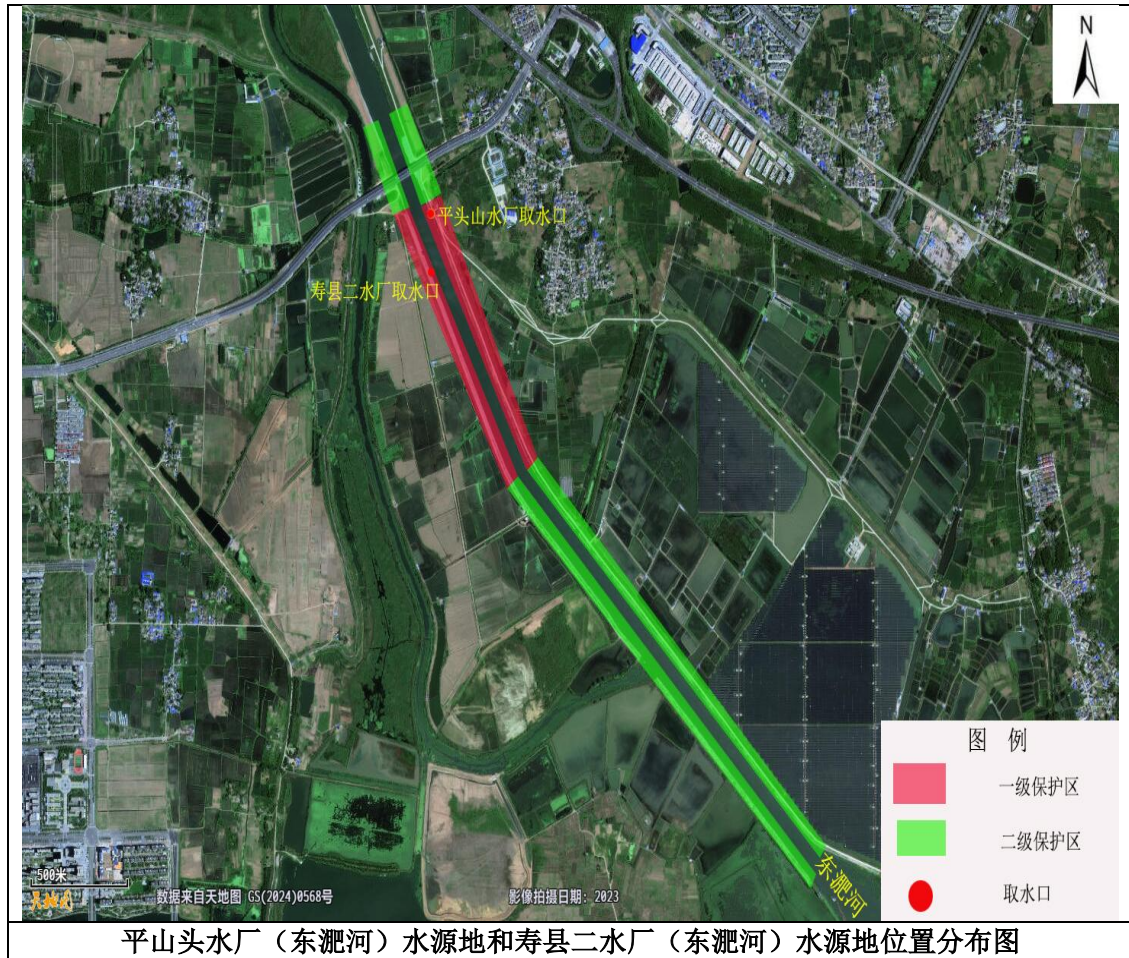 N
平头山水厂取水口
寿县二水厂取水口
图 例
一级保护区
二级保护区
取水口
东淝河
500米
天地图
数据来自天地图 GS(2024)0568号
影像拍摄日期: 2023
平山头水厂（东淝河）水源地和寿县二水厂（东淝河）水源地位置分布图